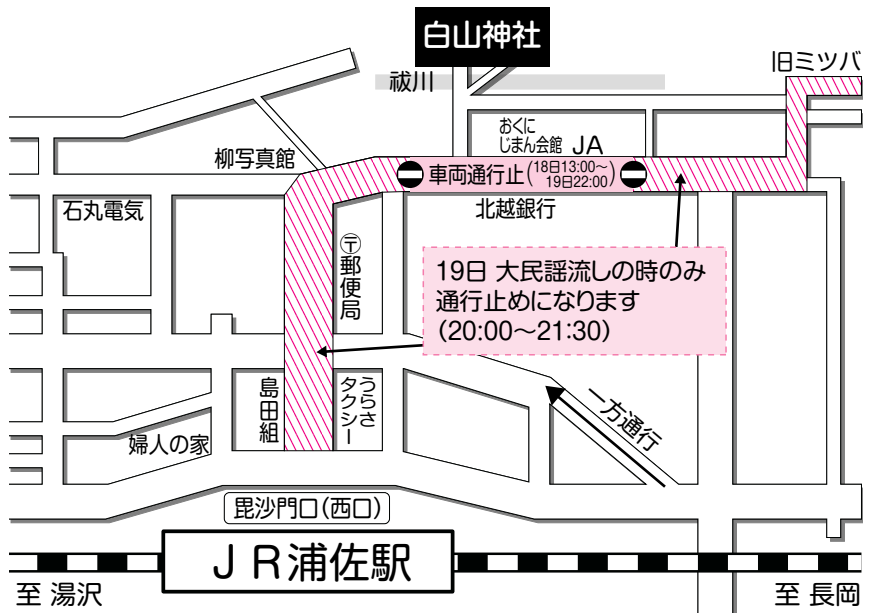 白山神社
旧ミツバ
祓川
おくに
じまん会館 JA
柳写真館
車両通行止(18日13:00〜
19日22:00)
石丸電気
北越銀行
〒郵便局
19日 大民謡流しの時のみ
通行止めになります
(20:00〜21:30)
島田組
うらさ
タクシー
一方通行
婦人の家
毘沙門口(西口)
JR浦佐駅
至 湯沢
至 長岡